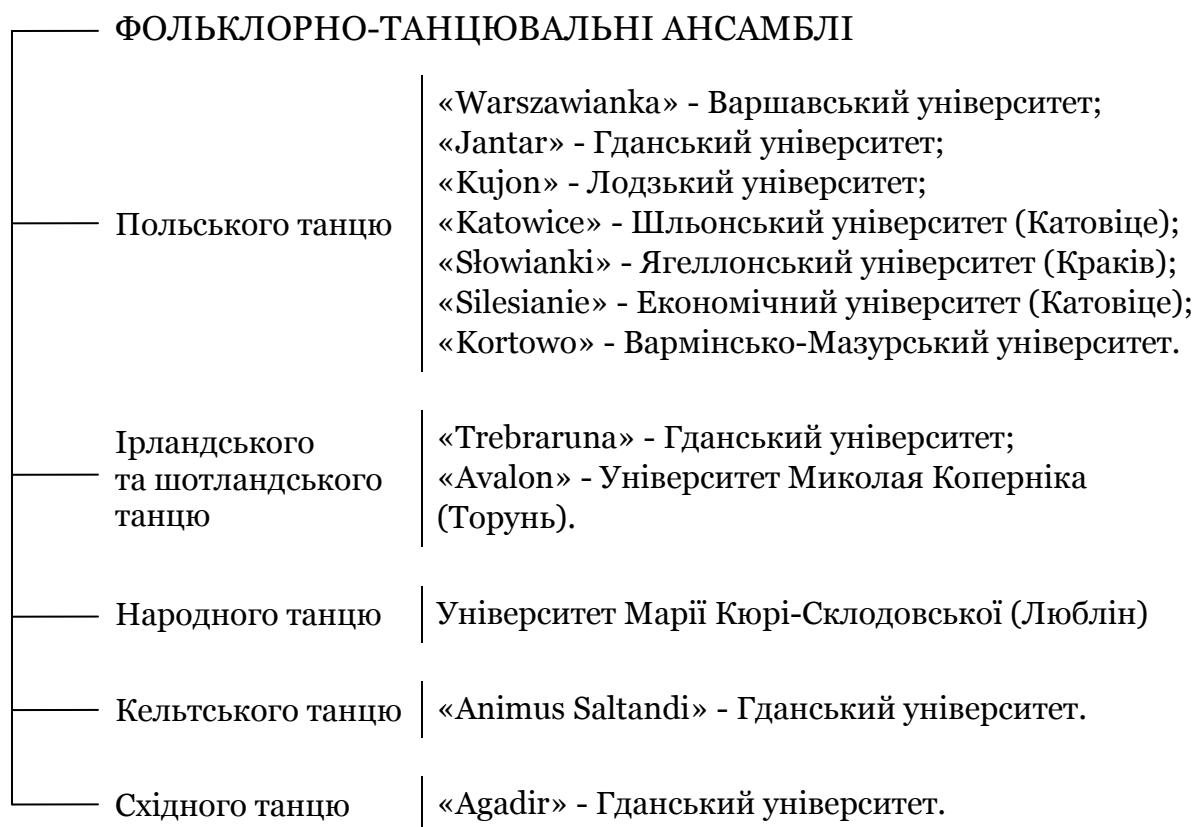 ФОЛЬКЛОРНО-ТАНЦЮВАЛЬНІ АНСАМБЛІ
Польського танцю
«Warszawianka» - Варшавський університет;
«Jantar» - Гданський університет;
«Kujon» - Лодзький університет;
«Katowice» - Шльонський університет (Катовіце);
«Słowianki» - Ягеллонський університет (Краків);
«Silesianie» - Економічний університет (Катовіце);
«Kortowo» - Вармінсько-Мазурський університет.
Ірландського
та шотландського
танцю
«Trebraruna» - Гданський університет;
«Avalon» - Університет Миколая Коперніка
(Торунь).
Народного танцю
Університет Марії Кюрі-Склодовської (Люблін)
Кельтського танцю
«Animus Saltandi» - Гданський університет.
Східного танцю
«Agadir» - Гданський університет.